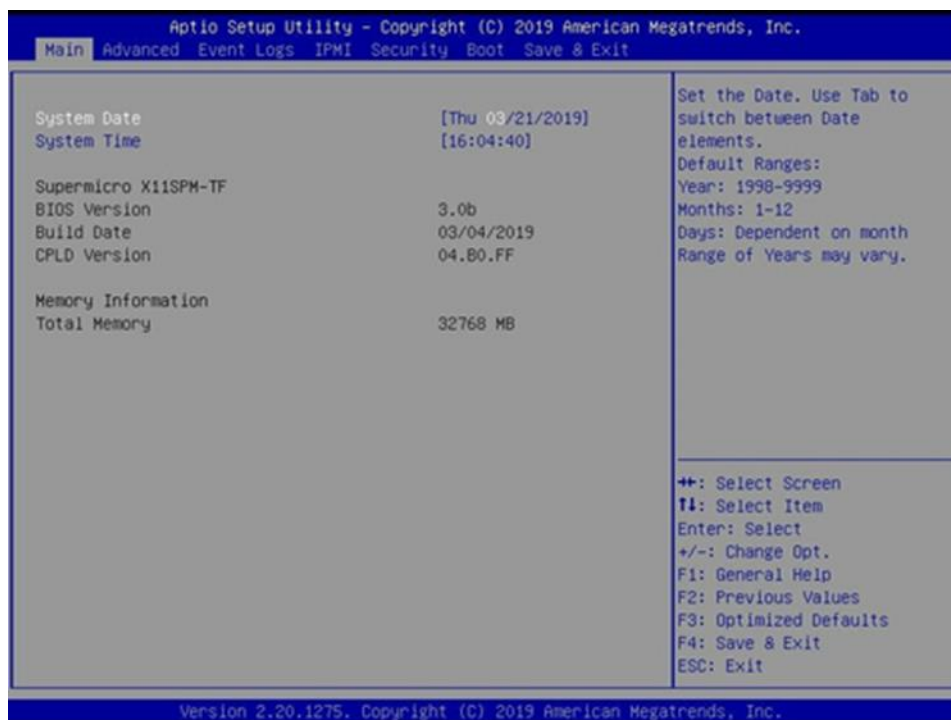 Aptio Setup Utility - Copyright (C) 2019 American Megatrends, Inc.
Main Advanced Event Logs IPMI Security Boot Save & Exit
System Date [Thu 03/21/2019]
System Time [16:04:40]
Supermicro X11SPM-TF
BIOS Version 3.0b
Build Date 03/04/2019
CPLD Version 04.B0.FF
Memory Information
Total Memory 32768 MB
Set the Date. Use Tab to
switch between Date
elements.
Default Ranges:
Year: 1998-9999
Months: 1-12
Days: Dependent on month
Range of Years may vary.
→←: Select Screen
↑↓: Select Item
Enter: Select
+/-: Change Opt.
F1: General Help
F2: Previous Values
F3: Optimized Defaults
F4: Save & Exit
ESC: Exit
Version 2.20.1275. Copyright (C) 2019 American Megatrends, Inc.